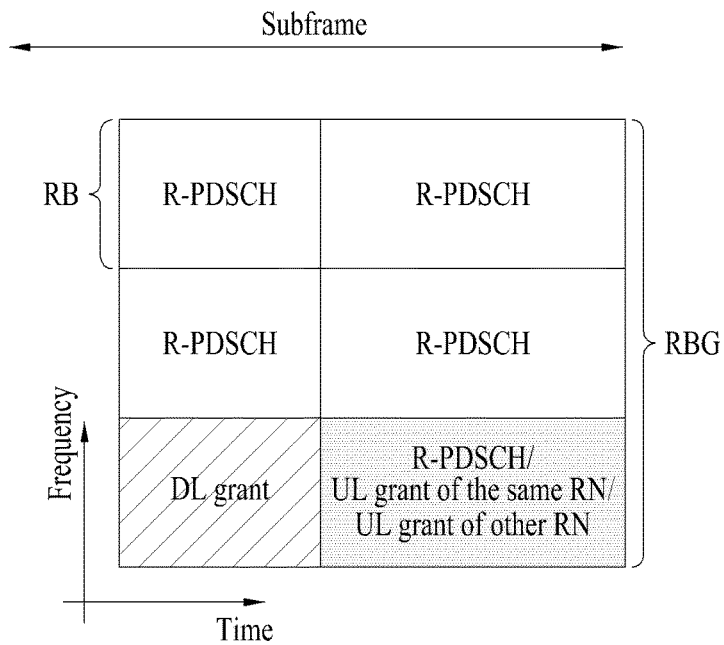 Subframe
RB
R-PDSCH
R-PDSCH
R-PDSCH
R-PDSCH
RBG
Frequency
DL grant
R-PDSCH/
UL grant of the same RN/
UL grant of other RN
Time